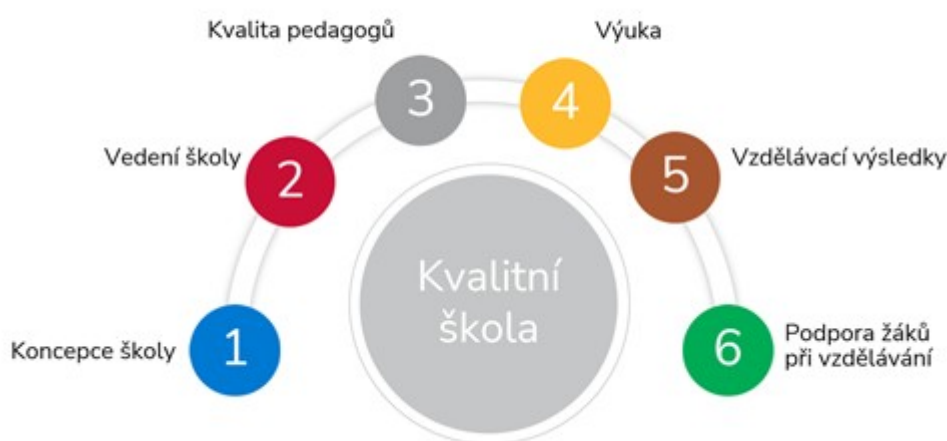 Kvalita pedagogů
Výuka
3
4
Vedení školy
2
5
Vzdělávací výsledky
Kvalitní
škola
Koncepce školy
1
6
Podpora žáků
při vzdělávání